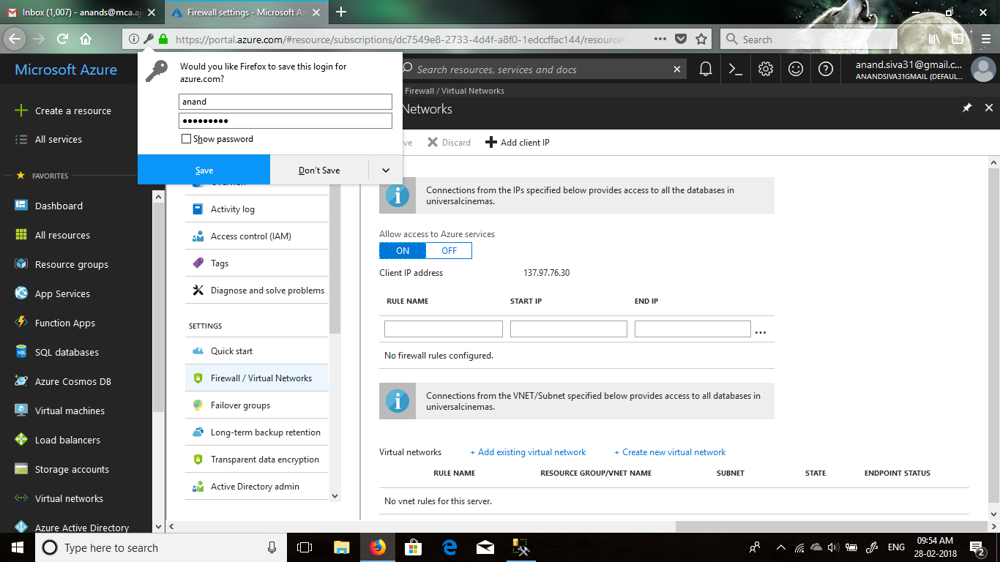 Inbox (1,007) - anands@mca.aj
Firewall settings - Microsoft Az
https://portal.azure.com/#resource/subscriptions/dc7549e8-2733-4d4f-a8f0-1edccffac144/resource
Search
Would you like Firefox to save this login for
azure.com?
anand
●●●●●●●●●
Show password
Save
Don't Save
Microsoft Azure
Search resources, services and docs
anand.siva31@gmail.c...
ANANDSIVA31GMAIL (DEFAUL...
Firewall / Virtual Networks
Networks
Discard
Add client IP
Create a resource
All services
FAVORITES
Dashboard
All resources
Resource groups
App Services
Function Apps
SQL databases
Azure Cosmos DB
Virtual machines
Load balancers
Storage accounts
Virtual networks
Azure Active Directory
Activity log
Access control (IAM)
Tags
Diagnose and solve problems
SETTINGS
Quick start
Firewall / Virtual Networks
Failover groups
Long-term backup retention
Transparent data encryption
Active Directory admin
Connections from the IPs specified below provides access to all the databases in
universalcinemas.
Allow access to Azure services
ON OFF
Client IP address 137.97.76.30
RULE NAME START IP END IP
...
No firewall rules configured.
Connections from the VNET/Subnet specified below provides access to all databases in
universalcinemas.
Virtual networks + Add existing virtual network + Create new virtual network
RULE NAME RESOURCE GROUP/VNET NAME SUBNET STATE ENDPOINT STATUS
No vnet rules for this server.
Type here to search
ENG
09:54 AM
28-02-2018
2